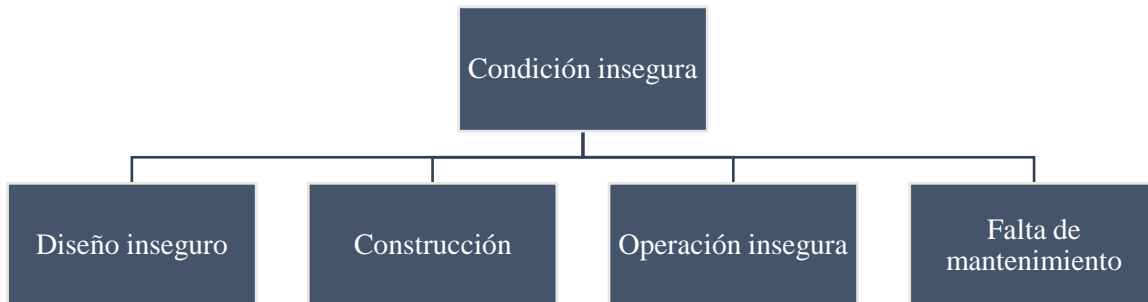 Condición insegura
Diseño inseguro
Construcción
Operación insegura
Falta de
mantenimiento